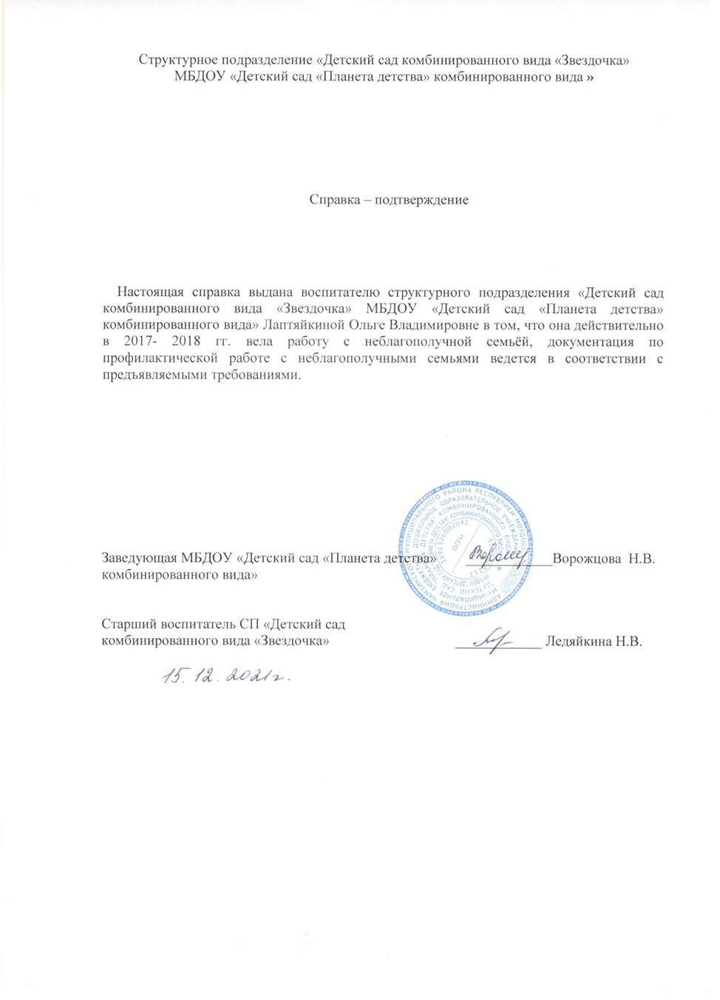 Структурное подразделение «Детский сад комбинированного вида «Звездочка»
МБДОУ «Детский сад «Планета детства» комбинированного вида »
Справка – подтверждение
Настоящая справка выдана воспитателю структурного подразделения «Детский сад
комбинированного вида «Звездочка» МБДОУ «Детский сад «Планета детства»
комбинированного вида» Лаптяйкиной Ольге Владимировне в том, что она действительно
в 2017- 2018 гг. вела работу с неблагополучной семьёй, документация по
профилактической работе с неблагополучными семьями ведется в соответствии с
предъявляемыми требованиями.
Заведующая МБДОУ «Детский сад «Планета детства» ____________Ворожцова Н.В.
комбинированного вида»
ОГРН
Старший воспитатель СП «Детский сад
комбинированного вида «Звездочка» ____________ Ледяйкина Н.В.
15.12.2021г.